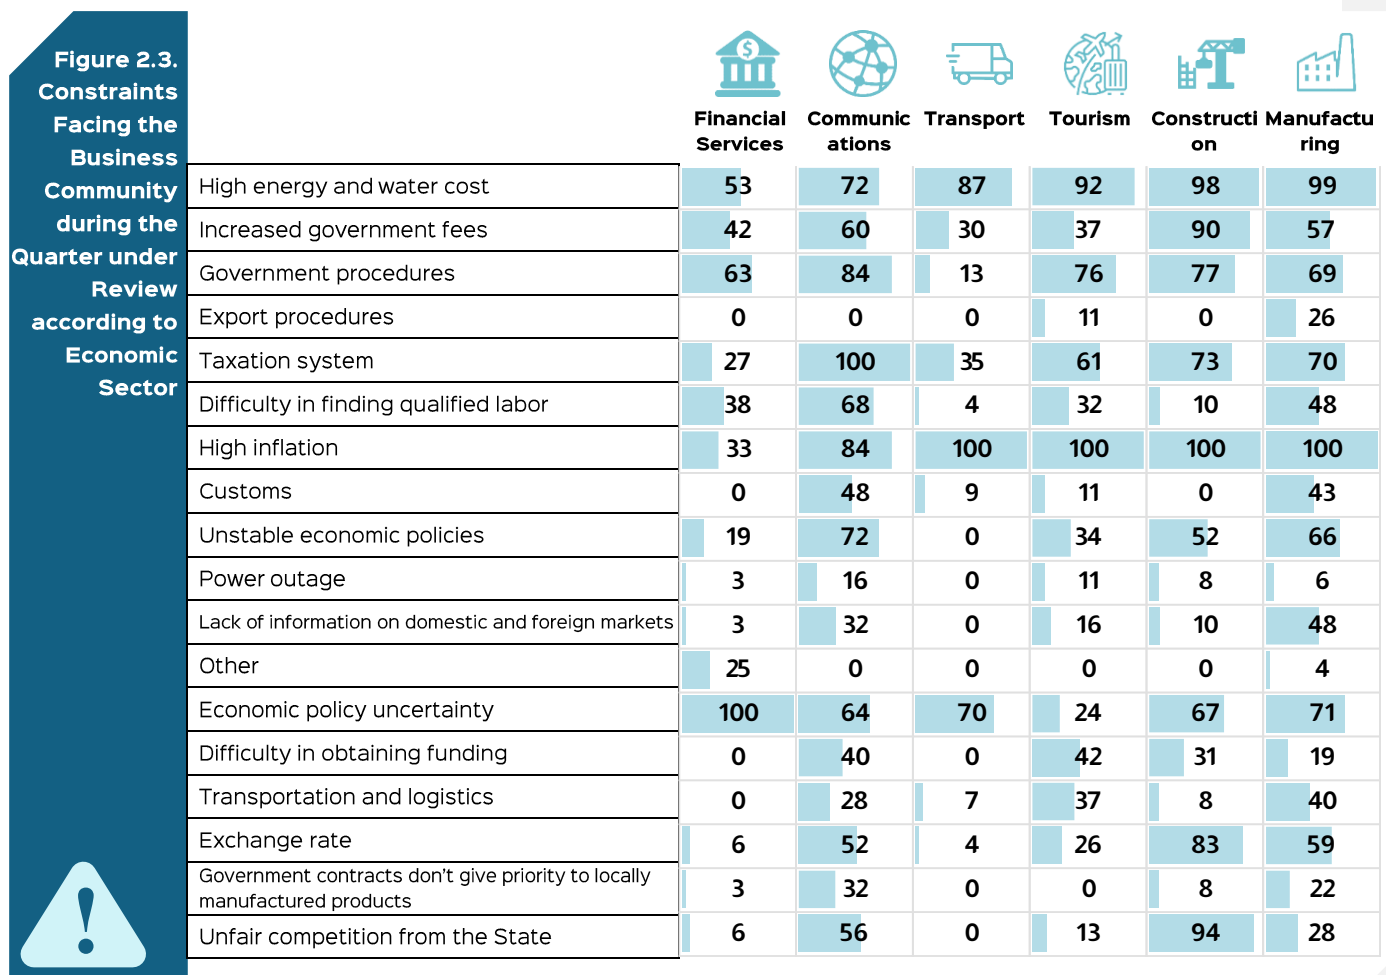 Figure 2.3.
Constraints
Facing the
Business
Community
during the
Quarter under
Review
according to
Economic
Sector
$
Financial
Services
Communic
ations
Transport
Tourism
Constructi
on
Manufactu
ring
High energy and water cost 53 72 87 92 98 99
Increased government fees 42 60 30 37 90 57
Government procedures 63 84 13 76 77 69
Export procedures 0 0 0 11 0 26
Taxation system 27 100 35 61 73 70
Difficulty in finding qualified labor 38 68 4 32 10 48
High inflation 33 84 100 100 100 100
Customs 0 48 9 11 0 43
Unstable economic policies 19 72 0 34 52 66
Power outage 3 16 0 11 8 6
Lack of information on domestic and foreign markets 3 32 0 16 10 48
Other 25 0 0 0 0 4
Economic policy uncertainty 100 64 70 24 67 71
Difficulty in obtaining funding 0 40 0 42 31 19
Transportation and logistics 0 28 7 37 8 40
Exchange rate 6 52 4 26 83 59
Government contracts don't give priority to locally
manufactured products 3 32 0 0 8 22
Unfair competition from the State 6 56 0 13 94 28
!